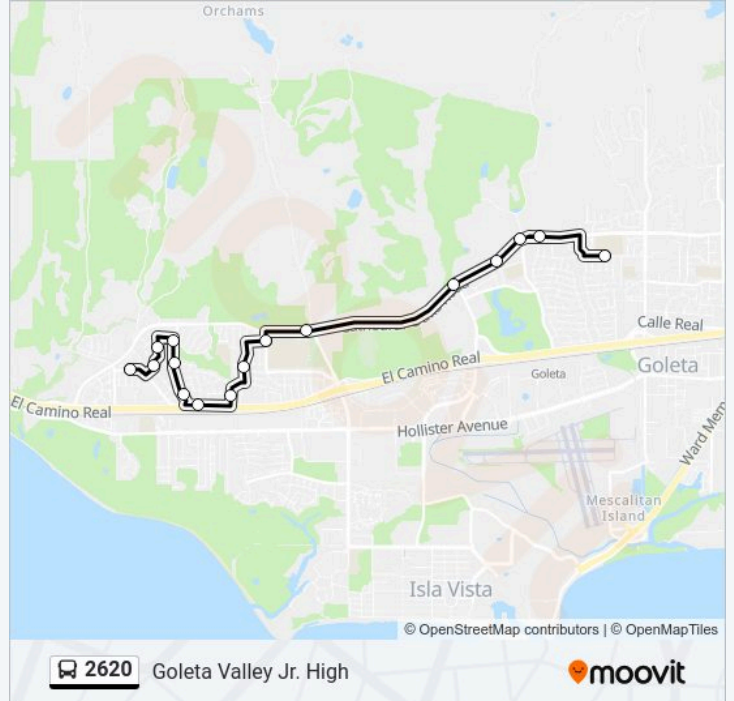 Orchams
Calle Real
El Camino Real
Goleta
Goleta
El Camino Real
Hollister Avenue
Ward Mem
Mescalitan
Island
Isla Vista
© OpenStreetMap contributors | © OpenMapTiles
2620 Goleta Valley Jr. High
moovit